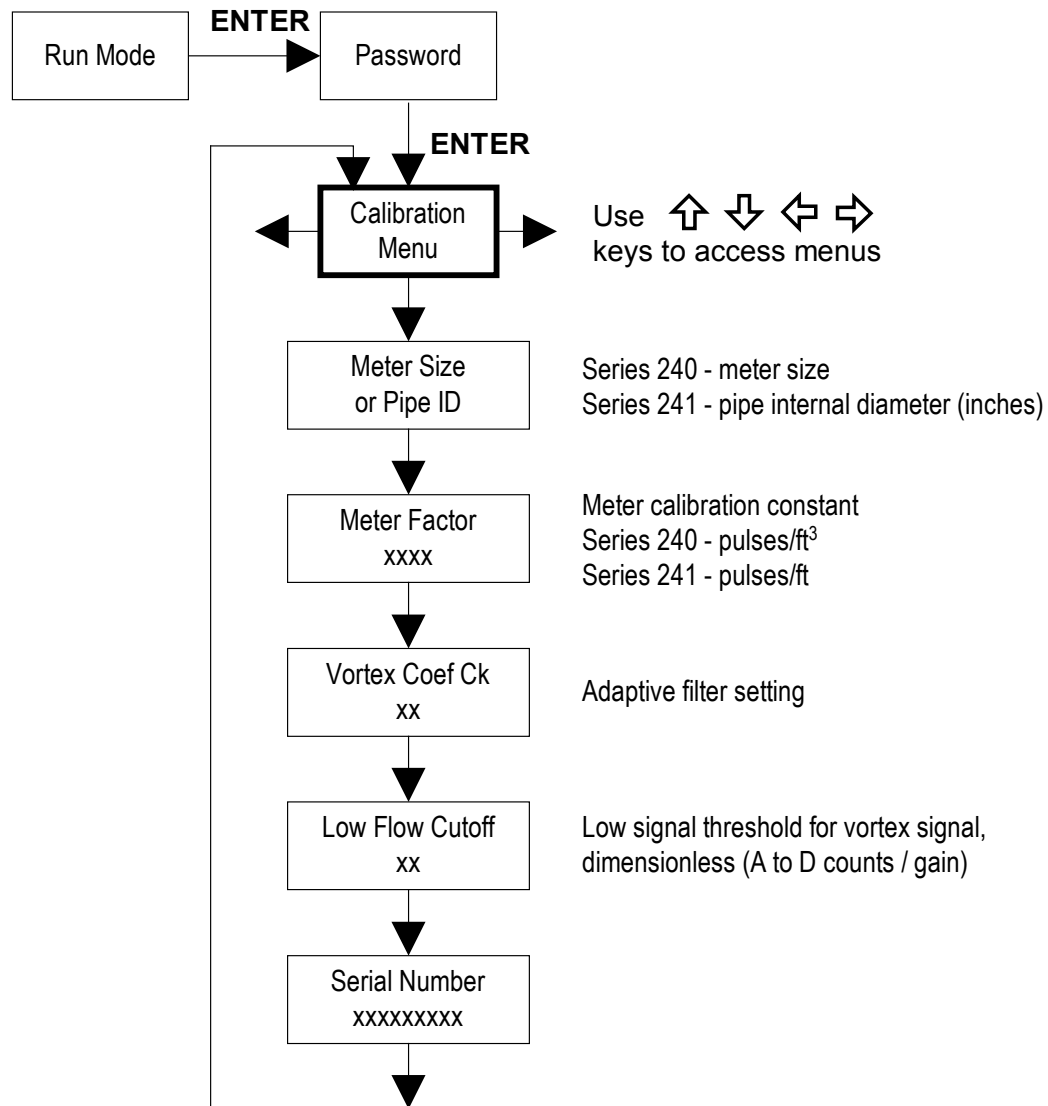 ENTER
Run Mode
Password
ENTER
Calibration
Menu
Use
keys to access menus
Meter Size
or Pipe ID
Series 240 - meter size
Series 241 - pipe internal diameter (inches)
Meter Factor
xxxx
Meter calibration constant
Series 240 - pulses/ft³
Series 241 - pulses/ft
Vortex Coef Ck
xx
Adaptive filter setting
Low Flow Cutoff
xx
Low signal threshold for vortex signal,
dimensionless (A to D counts / gain)
Serial Number
xxxxxxxxx